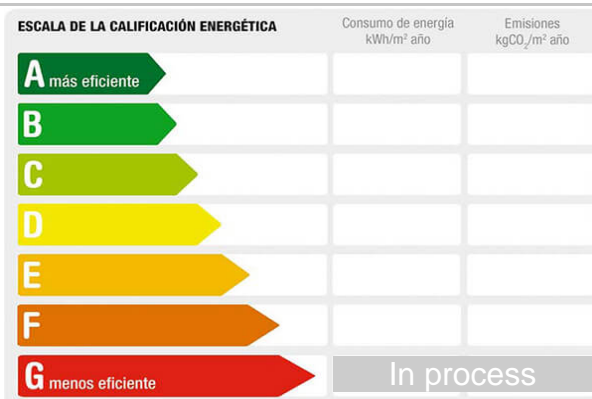 ESCALA DE LA CALIFICACIÓN ENERGÉTICA
Consumo de energía
kWh/m² año
Emisiones
kgCO₂/m² año
A más eficiente
B
C
D
E
F
G menos eficiente
In process